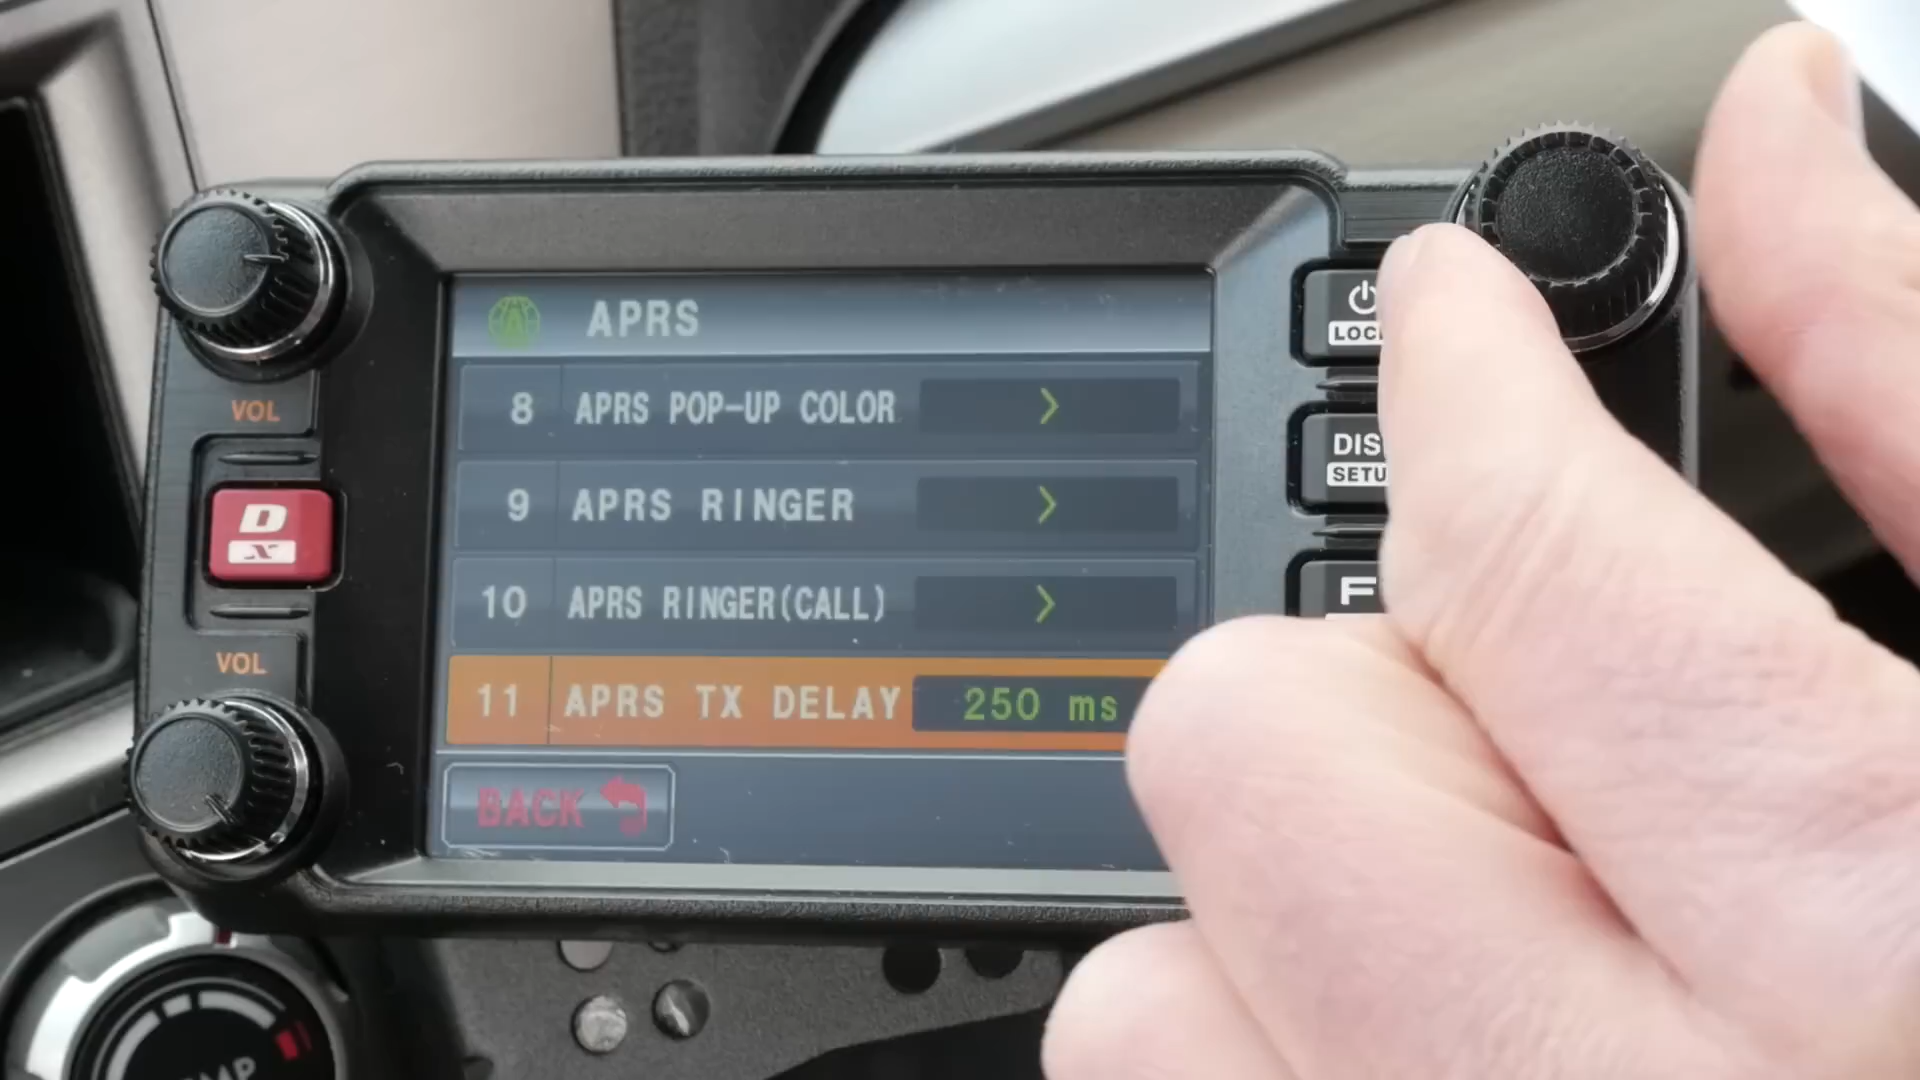 APRS
8 APRS POP-UP COLOR >
9 APRS RINGER >
10 APRS RINGER(CALL) >
11 APRS TX DELAY 250 ms
BACK
VOL
D
X
VOL
LOC
DIS
SETU
F